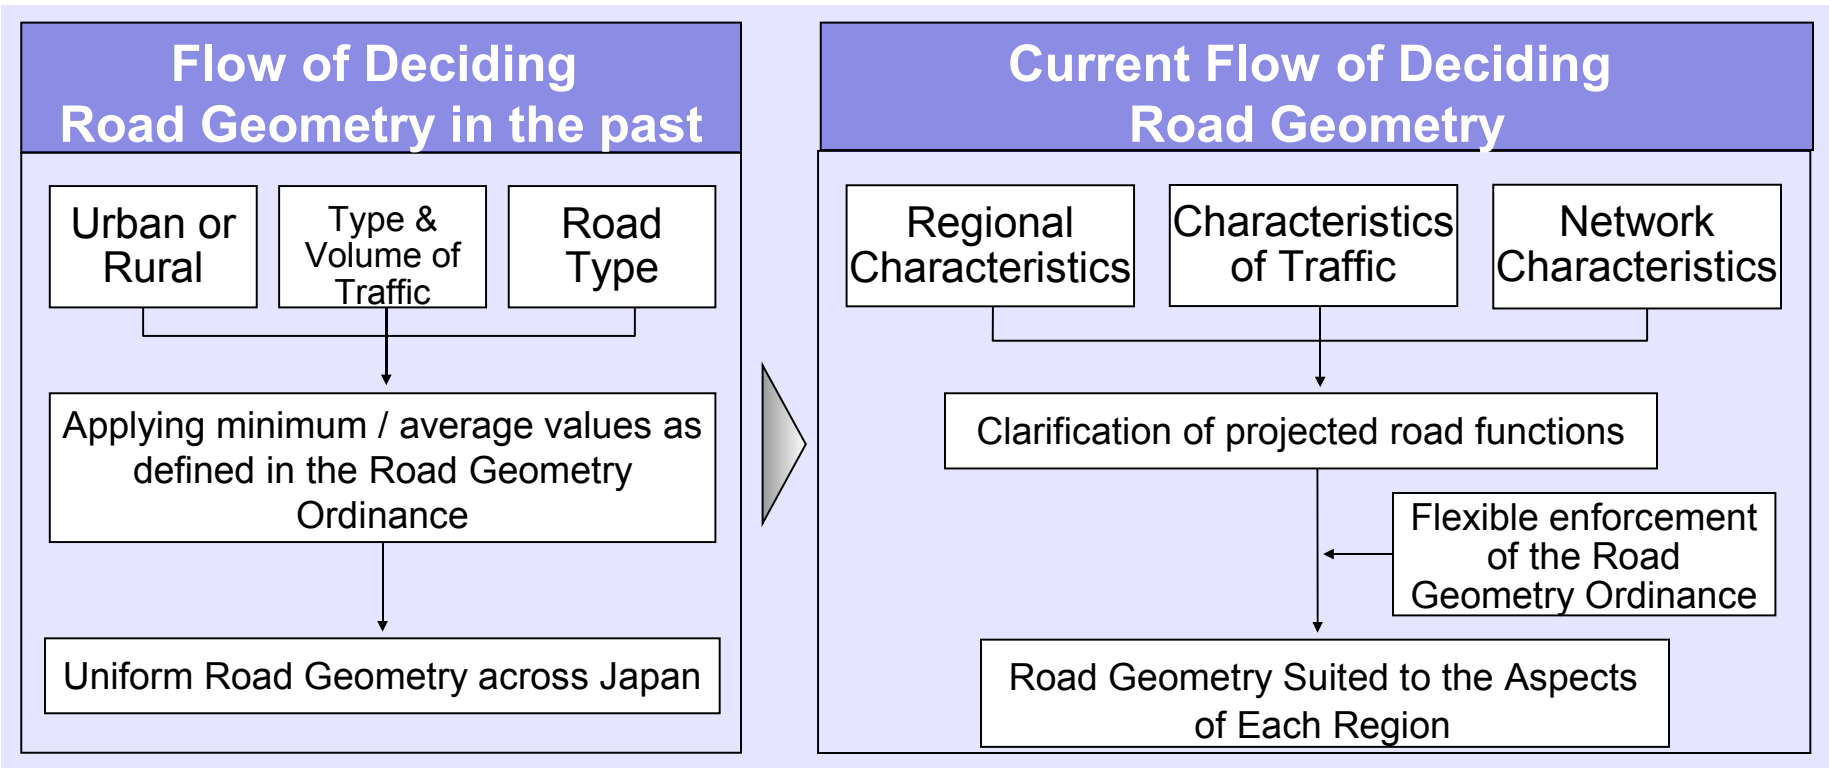 Flow of Deciding
Road Geometry in the past
Urban or
Rural
Type &
Volume of
Traffic
Road
Type
Applying minimum / average values as
defined in the Road Geometry
Ordinance
Uniform Road Geometry across Japan
Current Flow of Deciding
Road Geometry
Regional
Characteristics
Characteristics
of Traffic
Network
Characteristics
Clarification of projected road functions
Flexible enforcement
of the Road
Geometry Ordinance
Road Geometry Suited to the Aspects
of Each Region